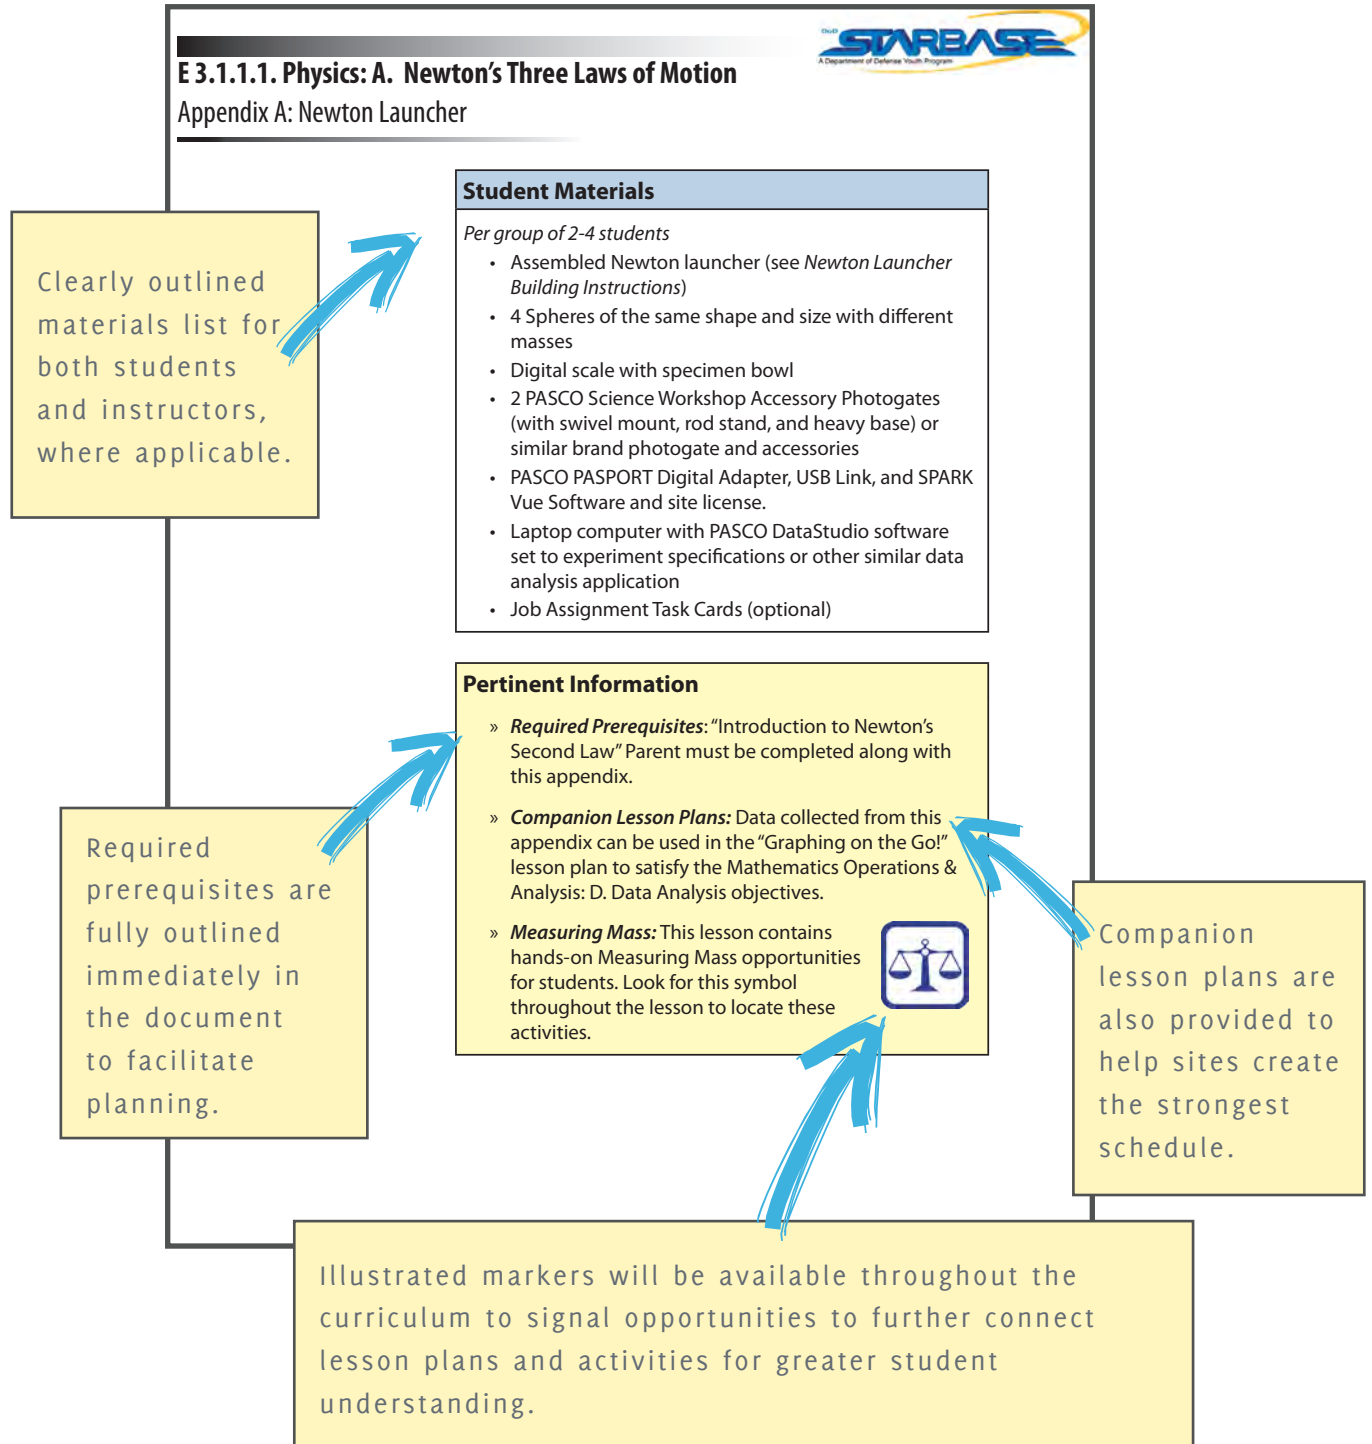 DoD
STARBASE
A Department of Defense Youth Program
E 3.1.1.1. Physics: A.  Newton's Three Laws of Motion
Appendix A: Newton Launcher
Student Materials
Per group of 2-4 students
• Assembled Newton launcher (see Newton Launcher
Building Instructions)
• 4 Spheres of the same shape and size with different
masses
• Digital scale with specimen bowl
• 2 PASCO Science Workshop Accessory Photogates
(with swivel mount, rod stand, and heavy base) or
similar brand photogate and accessories
• PASCO PASPORT Digital Adapter, USB Link, and SPARK
Vue Software and site license.
• Laptop computer with PASCO DataStudio software
set to experiment specifications or other similar data
analysis application
• Job Assignment Task Cards (optional)
Clearly outlined
materials list for
both students
and instructors,
where applicable.
Pertinent Information
» Required Prerequisites: “Introduction to Newton's
Second Law” Parent must be completed along with
this appendix.
» Companion Lesson Plans: Data collected from this
appendix can be used in the “Graphing on the Go!”
lesson plan to satisfy the Mathematics Operations &
Analysis: D. Data Analysis objectives.
» Measuring Mass: This lesson contains
hands-on Measuring Mass opportunities
for students. Look for this symbol
throughout the lesson to locate these
activities.
Required
prerequisites are
fully outlined
immediately in
the document
to facilitate
planning.
Companion
lesson plans are
also provided to
help sites create
the strongest
schedule.
Illustrated markers will be available throughout the
curriculum to signal opportunities to further connect
lesson plans and activities for greater student
understanding.